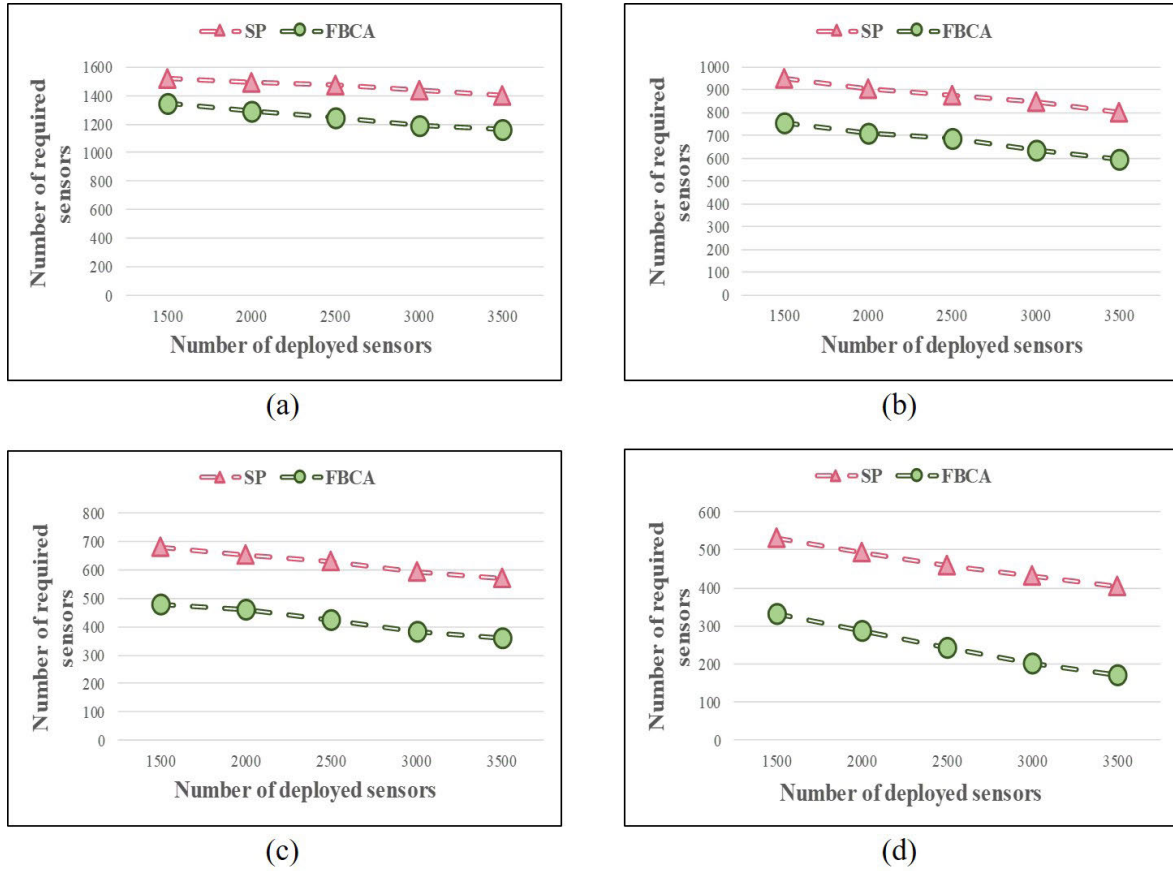 SP FBCA
Number of required
sensors
1600
1400
1200
1000
800
600
400
200
0
1500 2000 2500 3000 3500
Number of deployed sensors
(a)
SP FBCA
Number of required
sensors
1000
900
800
700
600
500
400
300
200
100
0
1500 2000 2500 3000 3500
Number of deployed sensors
(b)
SP FBCA
Number of required
sensors
800
700
600
500
400
300
200
100
0
1500 2000 2500 3000 3500
Number of deployed sensors
(c)
SP FBCA
Number of required
sensors
600
500
400
300
200
100
0
1500 2000 2500 3000 3500
Number of deployed sensors
(d)